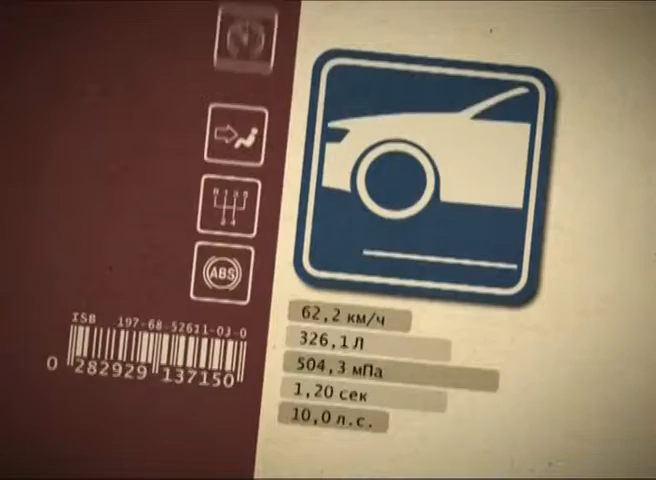 ABS
ISB 197-68-52611-03-0
0 282929 137150
62,2 км/ч
326,1 л
504,3 мПа
1,20 сек
10,0 л.с.